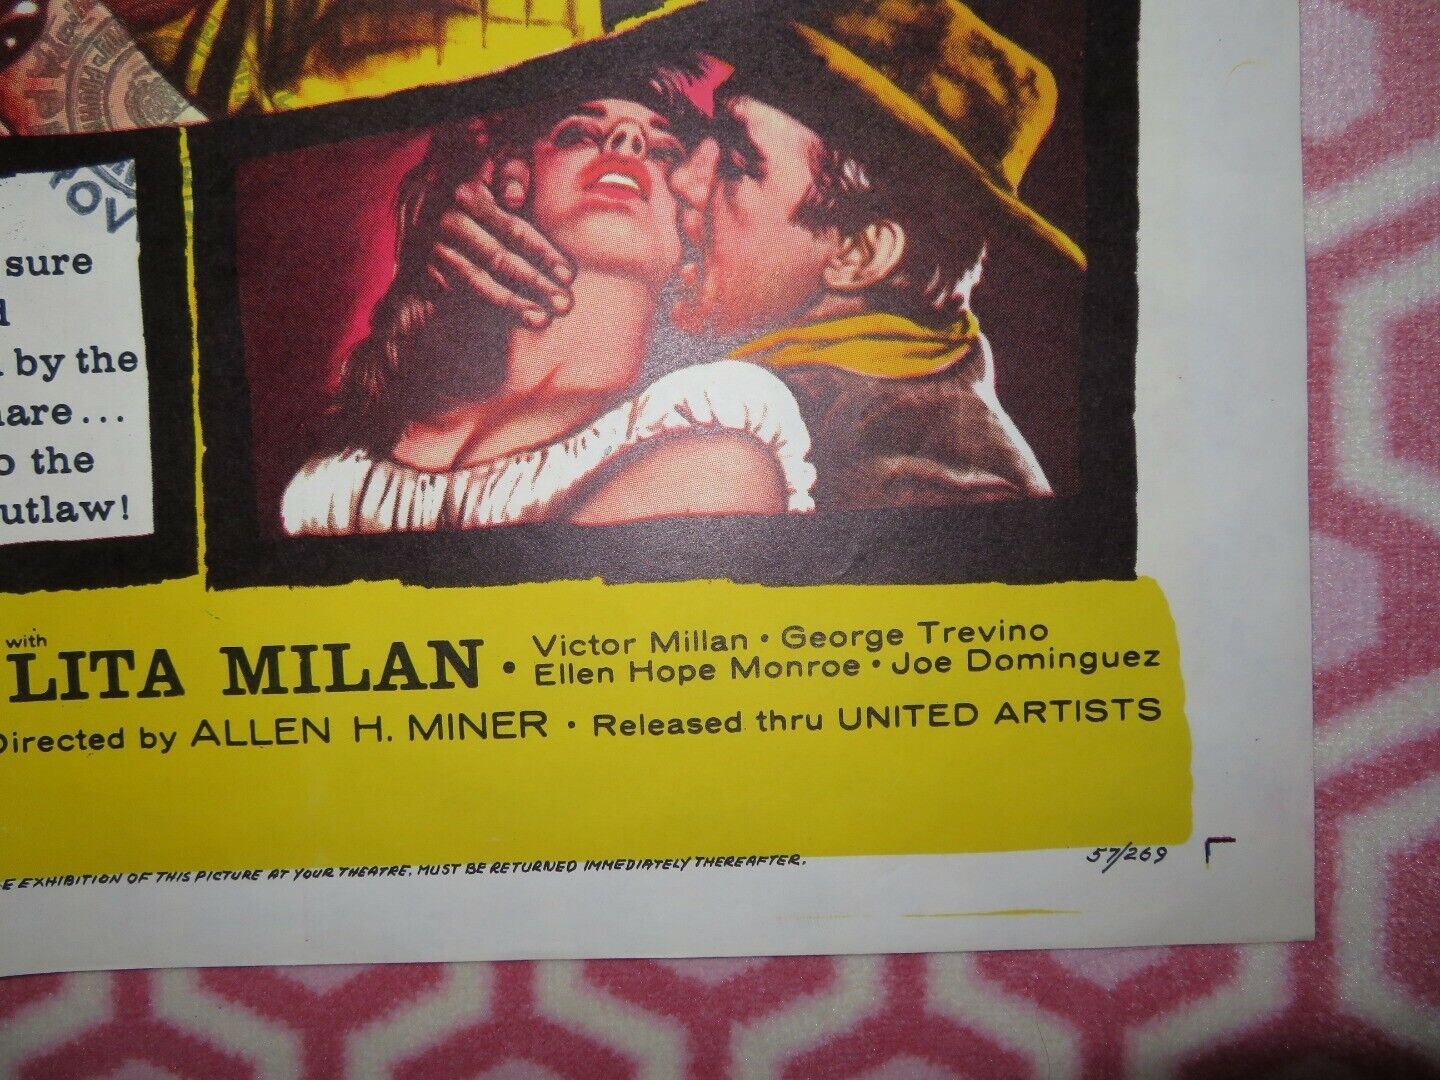 sure
by the
o the
utlaw!
with
LITA MILAN • Victor Millan • George Trevino
Ellen Hope Monroe • Joe Dominguez
Directed by ALLEN H. MINER • Released thru UNITED ARTISTS
E EXHIBITION OF THIS PICTURE AT YOUR THEATRE. MUST BE RETURNED IMMEDIATELY THEREAFTER.
57/269